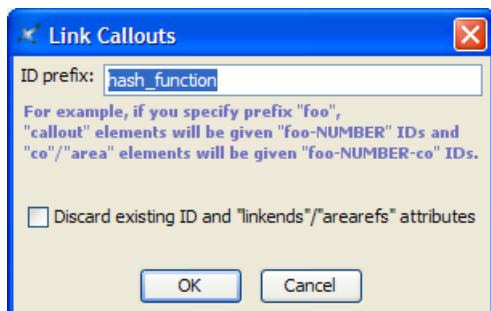 Link Callouts
ID prefix: hash_function
For example, if you specify prefix "foo",
"callout" elements will be given "foo-NUMBER" IDs and
"co"/"area" elements will be given "foo-NUMBER-co" IDs.
Discard existing ID and "linkends"/"arearefs" attributes
OK Cancel